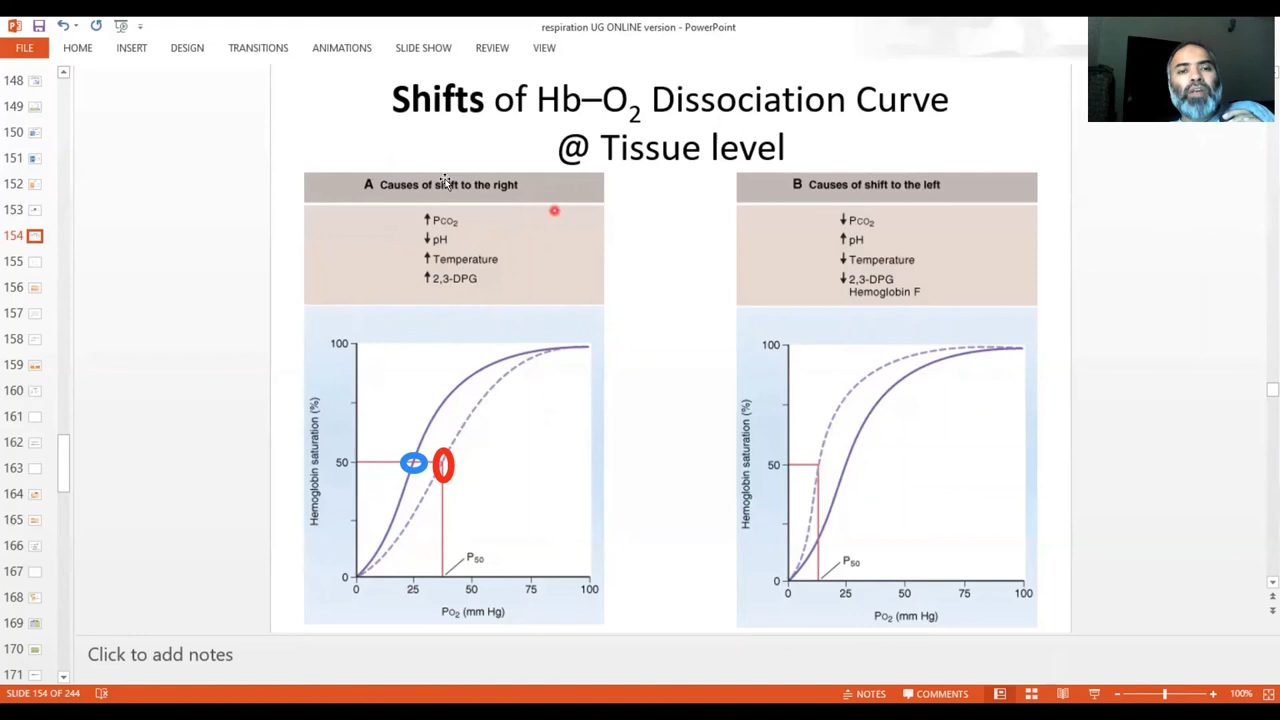 respiration UG ONLINE version - PowerPoint
FILE HOME INSERT DESIGN TRANSITIONS ANIMATIONS SLIDE SHOW REVIEW VIEW
148
149
150
151
152
153
154
155
156
157
158
159
160
161
162
163
164
165
166
167
168
169
170
171
Shifts of Hb–O2 Dissociation Curve
@ Tissue level
A Causes of shift to the right
↑ PCO2
↓ pH
↑ Temperature
↑ 2,3-DPG
Hemoglobin saturation (%)
100
50
0
P50
0 25 50 75 100
PO2 (mm Hg)
B Causes of shift to the left
↓ PCO2
↑ pH
↓ Temperature
↓ 2,3-DPG
Hemoglobin F
Hemoglobin saturation (%)
100
50
0
P50
0 25 50 75 100
PO2 (mm Hg)
Click to add notes
SLIDE 154 OF 244 NOTES COMMENTS 100%